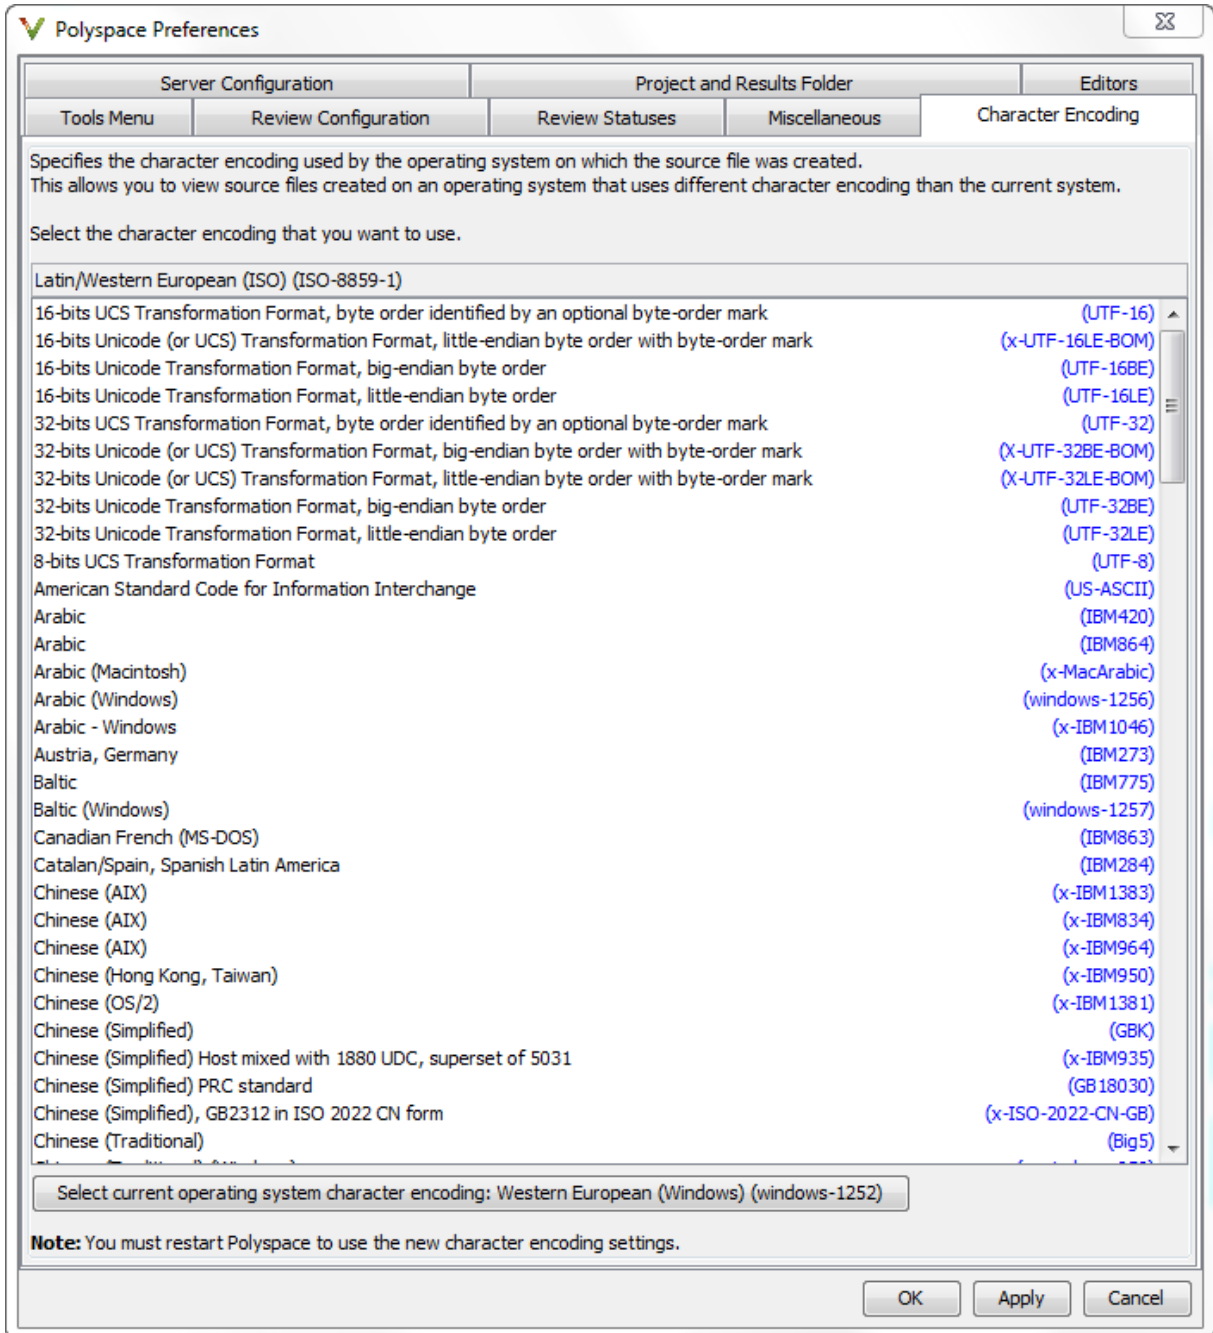 Polyspace Preferences
Server Configuration Project and Results Folder Editors
Tools Menu Review Configuration Review Statuses Miscellaneous Character Encoding
Specifies the character encoding used by the operating system on which the source file was created.
This allows you to view source files created on an operating system that uses different character encoding than the current system.
Select the character encoding that you want to use.
Latin/Western European (ISO) (ISO-8859-1)
16-bits UCS Transformation Format, byte order identified by an optional byte-order mark (UTF-16)
16-bits Unicode (or UCS) Transformation Format, little-endian byte order with byte-order mark (x-UTF-16LE-BOM)
16-bits Unicode Transformation Format, big-endian byte order (UTF-16BE)
16-bits Unicode Transformation Format, little-endian byte order (UTF-16LE)
32-bits UCS Transformation Format, byte order identified by an optional byte-order mark (UTF-32)
32-bits Unicode (or UCS) Transformation Format, big-endian byte order with byte-order mark (X-UTF-32BE-BOM)
32-bits Unicode (or UCS) Transformation Format, little-endian byte order with byte-order mark (X-UTF-32LE-BOM)
32-bits Unicode Transformation Format, big-endian byte order (UTF-32BE)
32-bits Unicode Transformation Format, little-endian byte order (UTF-32LE)
8-bits UCS Transformation Format (UTF-8)
American Standard Code for Information Interchange (US-ASCII)
Arabic (IBM420)
Arabic (IBM864)
Arabic (Macintosh) (x-MacArabic)
Arabic (Windows) (windows-1256)
Arabic - Windows (x-IBM1046)
Austria, Germany (IBM273)
Baltic (IBM775)
Baltic (Windows) (windows-1257)
Canadian French (MS-DOS) (IBM863)
Catalan/Spain, Spanish Latin America (IBM284)
Chinese (AIX) (x-IBM1383)
Chinese (AIX) (x-IBM834)
Chinese (AIX) (x-IBM964)
Chinese (Hong Kong, Taiwan) (x-IBM950)
Chinese (OS/2) (x-IBM1381)
Chinese (Simplified) (GBK)
Chinese (Simplified) Host mixed with 1880 UDC, superset of 5031 (x-IBM935)
Chinese (Simplified) PRC standard (GB18030)
Chinese (Simplified), GB2312 in ISO 2022 CN form (x-ISO-2022-CN-GB)
Chinese (Traditional) (Big5)
Select current operating system character encoding: Western European (Windows) (windows-1252)
Note: You must restart Polyspace to use the new character encoding settings.
OK Apply Cancel